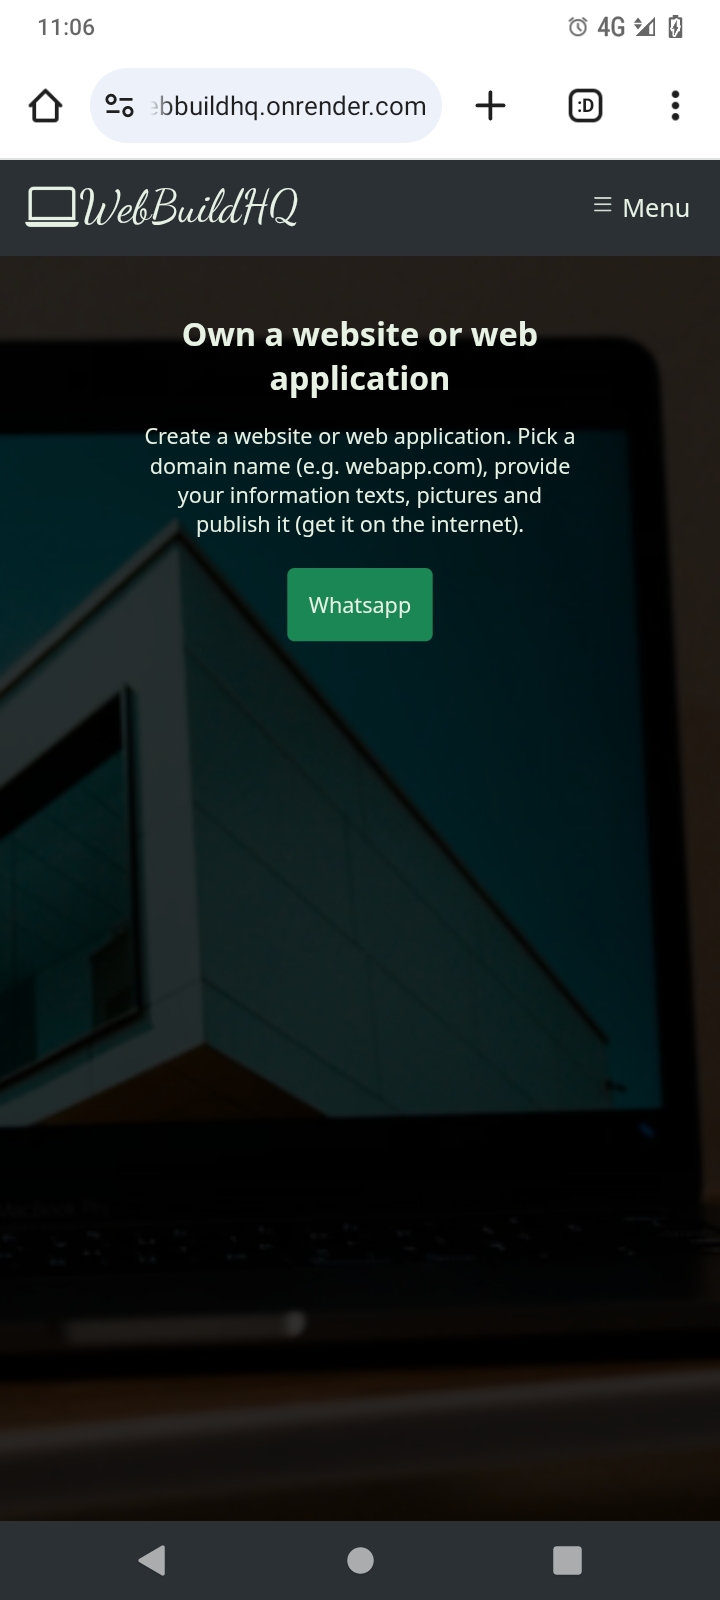 11:06
4G
ebbuildhq.onrender.com
:D
WebBuildHQ
Menu
Own a website or web
application
Create a website or web application. Pick a
domain name (e.g. webapp.com), provide
your information texts, pictures and
publish it (get it on the internet).
Whatsapp